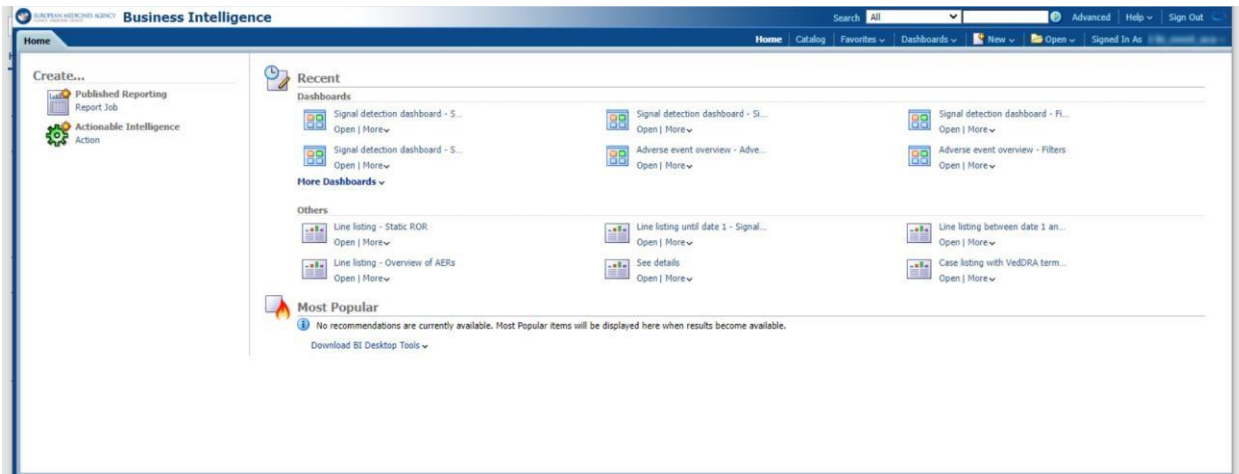 EUROPEAN MEDICINES AGENCY Business Intelligence
Search All Advanced Help Sign Out
Home
Home Catalog Favorites Dashboards New Open Signed In As
Create...
Published Reporting
Report Job
Actionable Intelligence
Action
Recent
Dashboards
Signal detection dashboard - S...
Open | More
Signal detection dashboard - Si...
Open | More
Signal detection dashboard - Fi...
Open | More
Signal detection dashboard - S...
Open | More
Adverse event overview - Adve...
Open | More
Adverse event overview - Filters
Open | More
More Dashboards
Others
Line listing - Static ROR
Open | More
Line listing until date 1 - Signal...
Open | More
Line listing between date 1 an...
Open | More
Line listing - Overview of AERs
Open | More
See details
Open | More
Case listing with VedDRA term...
Open | More
Most Popular
No recommendations are currently available. Most Popular items will be displayed here when results become available.
Download BI Desktop Tools